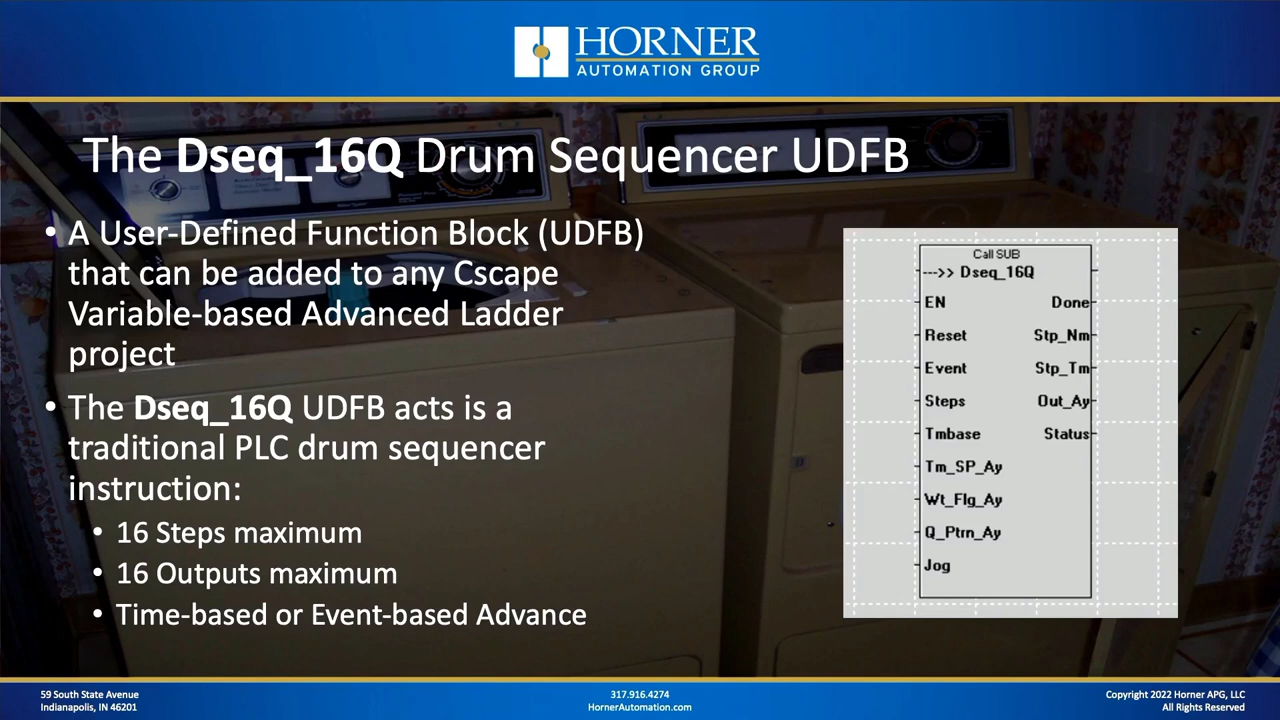 HORNER
AUTOMATION GROUP
The Dseq_16Q Drum Sequencer UDFB
• A User-Defined Function Block (UDFB)
that can be added to any Cscape
Variable-based Advanced Ladder
project
• The Dseq_16Q UDFB acts is a
traditional PLC drum sequencer
instruction:
• 16 Steps maximum
• 16 Outputs maximum
• Time-based or Event-based Advance
Call SUB
--->> Dseq_16Q
EN Done
Reset Stp_Nm
Event Stp_Tm
Steps Out_Ay
Tmbase Status
Tm_SP_Ay
Wt_Flg_Ay
Q_Ptrn_Ay
Jog
59 South State Avenue
Indianapolis, IN 46201
317.916.4274
HornerAutomation.com
Copyright 2022 Horner APG, LLC
All Rights Reserved